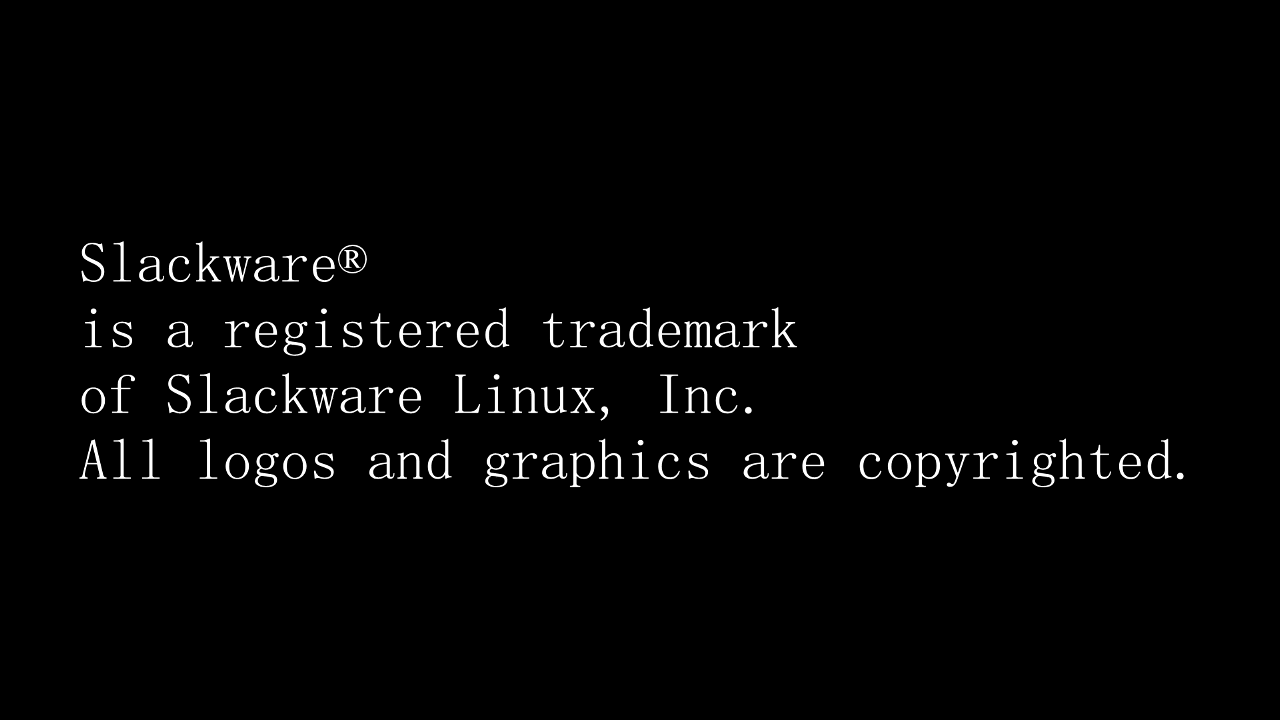 Slackware®
is a registered trademark
of Slackware Linux, Inc.
All logos and graphics are copyrighted.